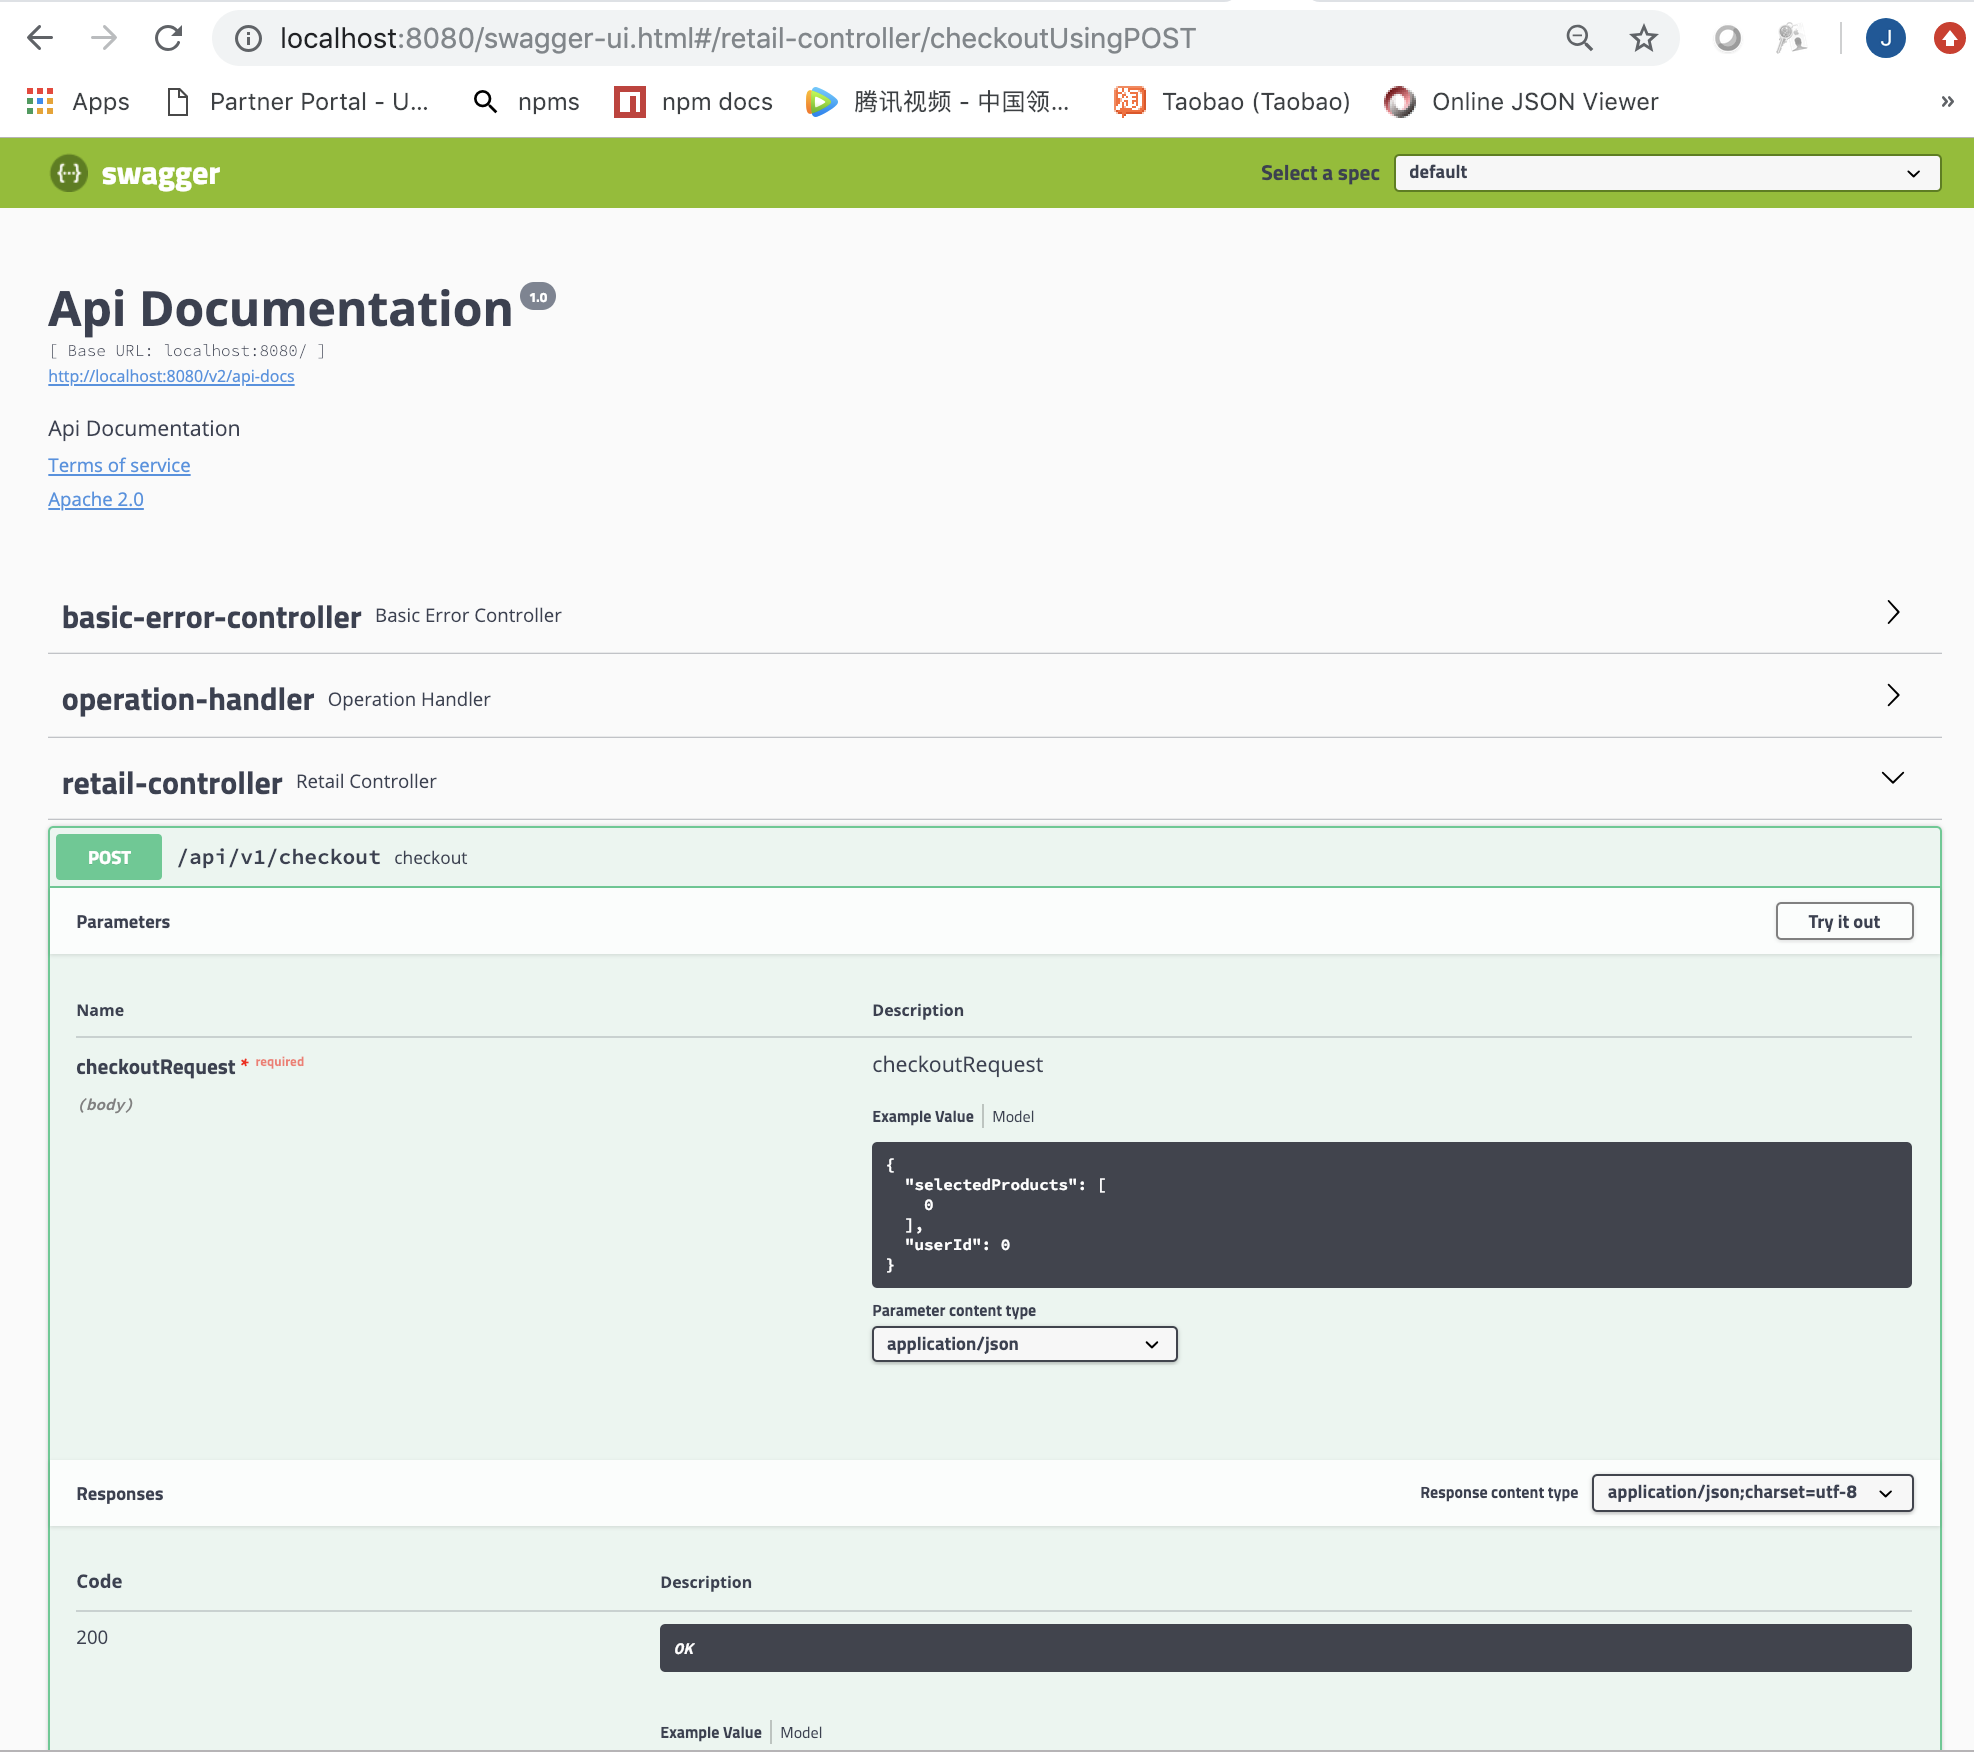 localhost:8080/swagger-ui.html#/retail-controller/checkoutUsingPOST
J
Apps
Partner Portal - U...
npms
npm docs
腾讯视频 - 中国领...
淘
Taobao (Taobao)
Online JSON Viewer
»
{···} swagger
Select a spec
default
Api Documentation 1.0
[ Base URL: localhost:8080/ ]
http://localhost:8080/v2/api-docs
Api Documentation
Terms of service
Apache 2.0
basic-error-controller Basic Error Controller
operation-handler Operation Handler
retail-controller Retail Controller
POST /api/v1/checkout checkout
Parameters
Try it out
Name
Description
checkoutRequest * required
(body)
checkoutRequest
Example Value Model
{
"selectedProducts": [
0
],
"userId": 0
}
Parameter content type
application/json
Responses
Response content type
application/json;charset=utf-8
Code
Description
200
OK
Example Value Model